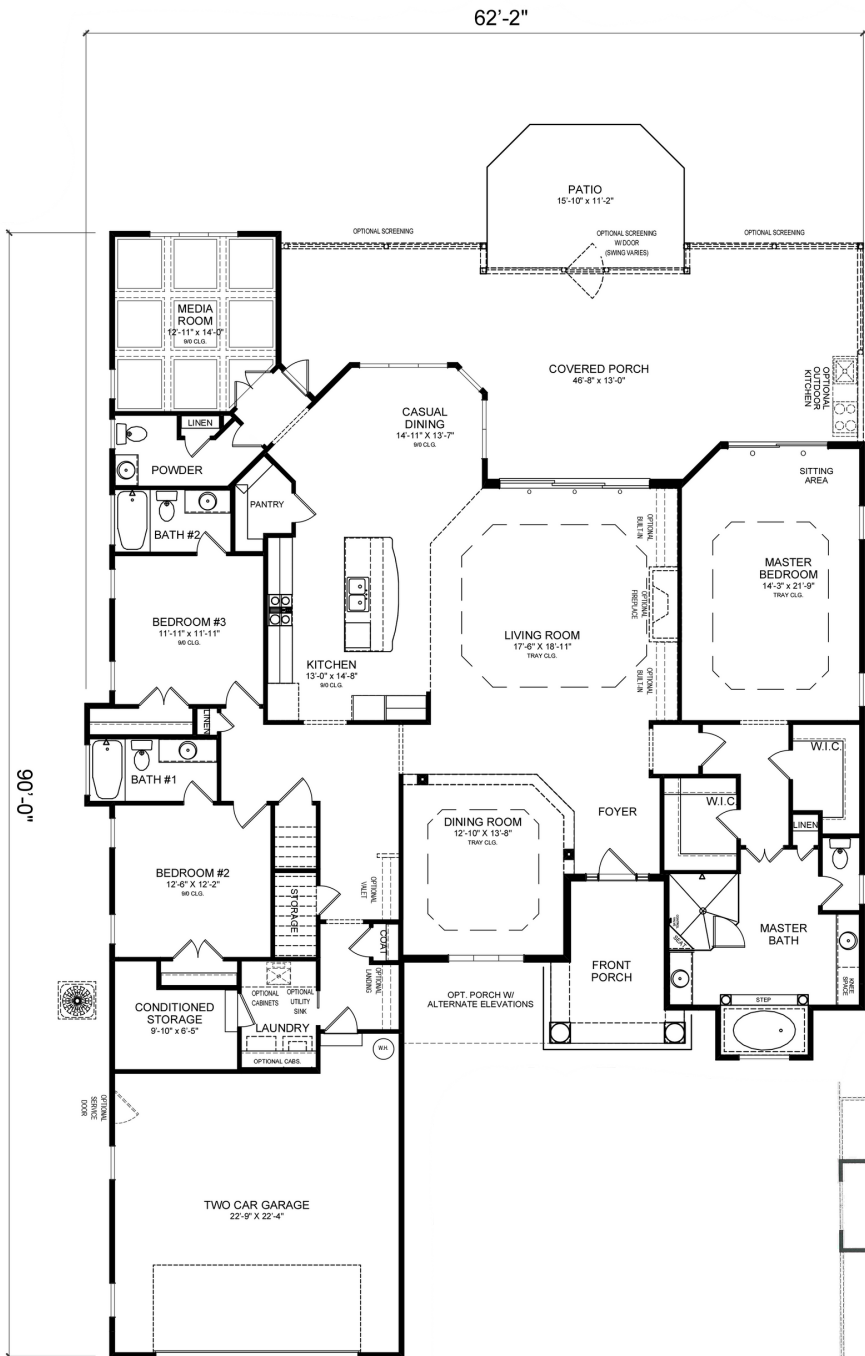 62'-2"
PATIO
15'-10" x 11'-2"
OPTIONAL SCREENING
OPTIONAL SCREENING
W/DOOR
(SWING VARIES)
OPTIONAL SCREENING
MEDIA
ROOM
12'-11" x 14'-0"
9/0 CLG.
COVERED PORCH
46'-8" x 13'-0"
OPTIONAL
OUTDOOR
KITCHEN
CASUAL
DINING
14'-11" X 13'-7"
9/0 CLG.
LINEN
POWDER
SITTING
AREA
PANTRY
BATH #2
OPTIONAL
BUILT-IN
MASTER
BEDROOM
14'-3" x 21'-9"
TRAY CLG.
BEDROOM #3
11'-11" x 11'-11"
9/0 CLG.
OPTIONAL
FIREPLACE
LIVING ROOM
17'-6" X 18'-11"
TRAY CLG.
KITCHEN
13'-0" x 14'-8"
9/0 CLG.
OPTIONAL
BUILT-IN
LINEN
W.I.C.
BATH #1
90'-0"
W.I.C.
DINING ROOM
12'-10" X 13'-8"
TRAY CLG.
FOYER
LINEN
BEDROOM #2
12'-6" X 12'-2"
9/0 CLG.
OPTIONAL
VALET
STORAGE
MASTER
BATH
SEAT
COAT
FRONT
PORCH
KNEE
SPACE
OPTIONAL
LANDING
OPTIONAL
CABINETS
OPTIONAL
UTILITY
SINK
OPT. PORCH W/
ALTERNATE ELEVATIONS
STEP
CONDITIONED
STORAGE
9'-10" x 6'-5"
LAUNDRY
W.H.
OPTIONAL CABS.
OPTIONAL
SERVICE
DOOR
TWO CAR GARAGE
22'-9" X 22'-4"